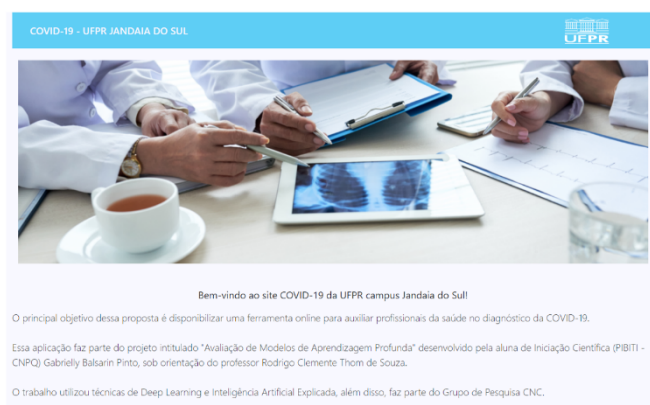 COVID-19 - UFPR JANDAIA DO SUL
UFPR
Bem-vindo ao site COVID-19 da UFPR campus Jandaia do Sul!
O principal objetivo dessa proposta é disponibilizar uma ferramenta online para auxiliar profissionais da saúde no diagnóstico da COVID-19.
Essa aplicação faz parte do projeto intitulado "Avaliação de Modelos de Aprendizagem Profunda" desenvolvido pela aluna de Iniciação Científica (PIBITI -
CNPQ) Gabrielly Balsarin Pinto, sob orientação do professor Rodrigo Clemente Thom de Souza.
O trabalho utilizou técnicas de Deep Learning e Inteligência Artificial Explicada, além disso, faz parte do Grupo de Pesquisa CNC.